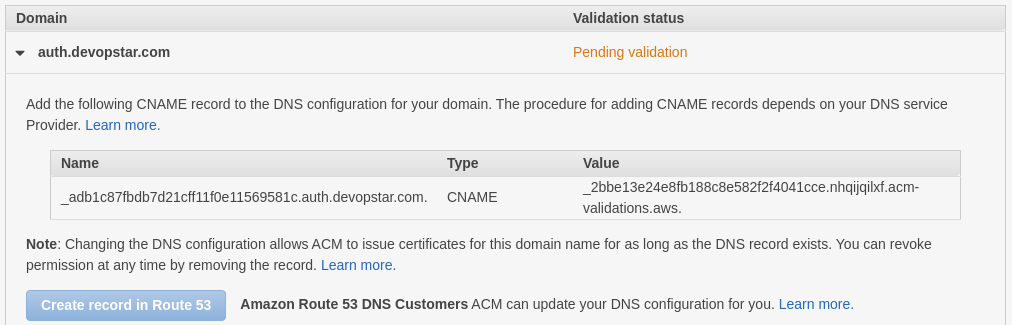 Domain Validation status
auth.devopstar.com Pending validation
Add the following CNAME record to the DNS configuration for your domain. The procedure for adding CNAME records depends on your DNS service
Provider. Learn more.
Name Type Value
_adb1c87fbdb7d21cff11f0e11569581c.auth.devopstar.com. CNAME _2bbe13e24e8fb188c8e582f2f4041cce.nhqijqilxf.acm-
validations.aws.
Note: Changing the DNS configuration allows ACM to issue certificates for this domain name for as long as the DNS record exists. You can revoke
permission at any time by removing the record. Learn more.
Create record in Route 53 Amazon Route 53 DNS Customers ACM can update your DNS configuration for you. Learn more.